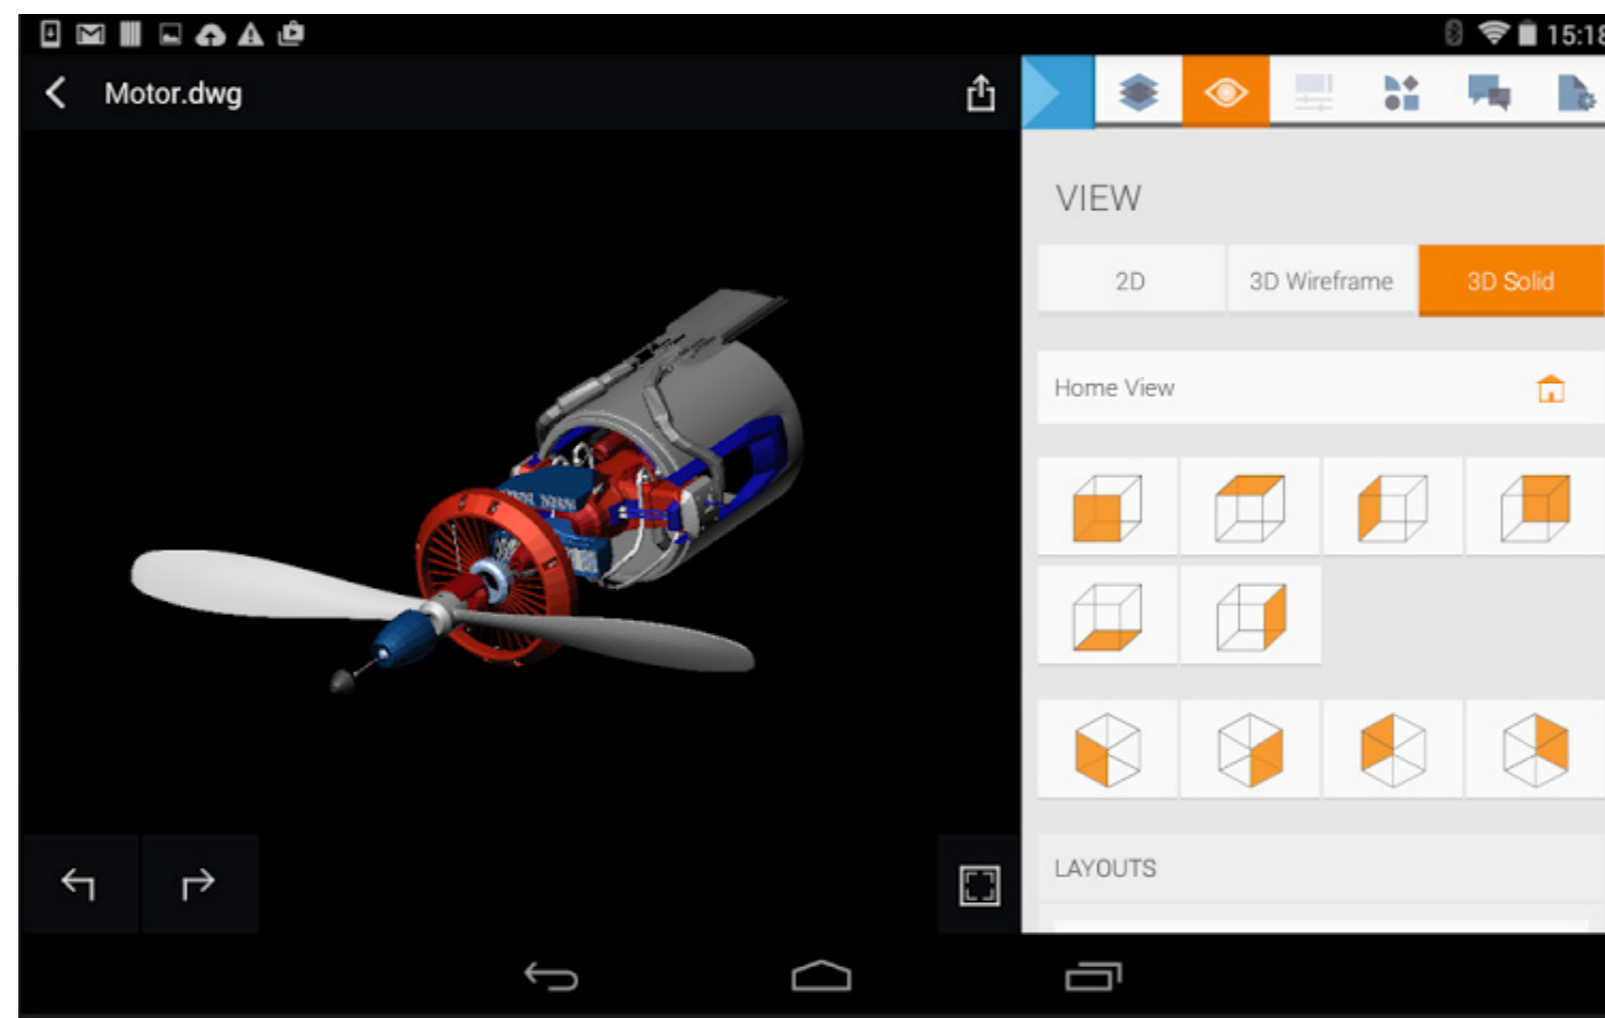 15:18
Motor.dwg
VIEW
2D
3D Wireframe
3D Solid
Home View
LAYOUTS